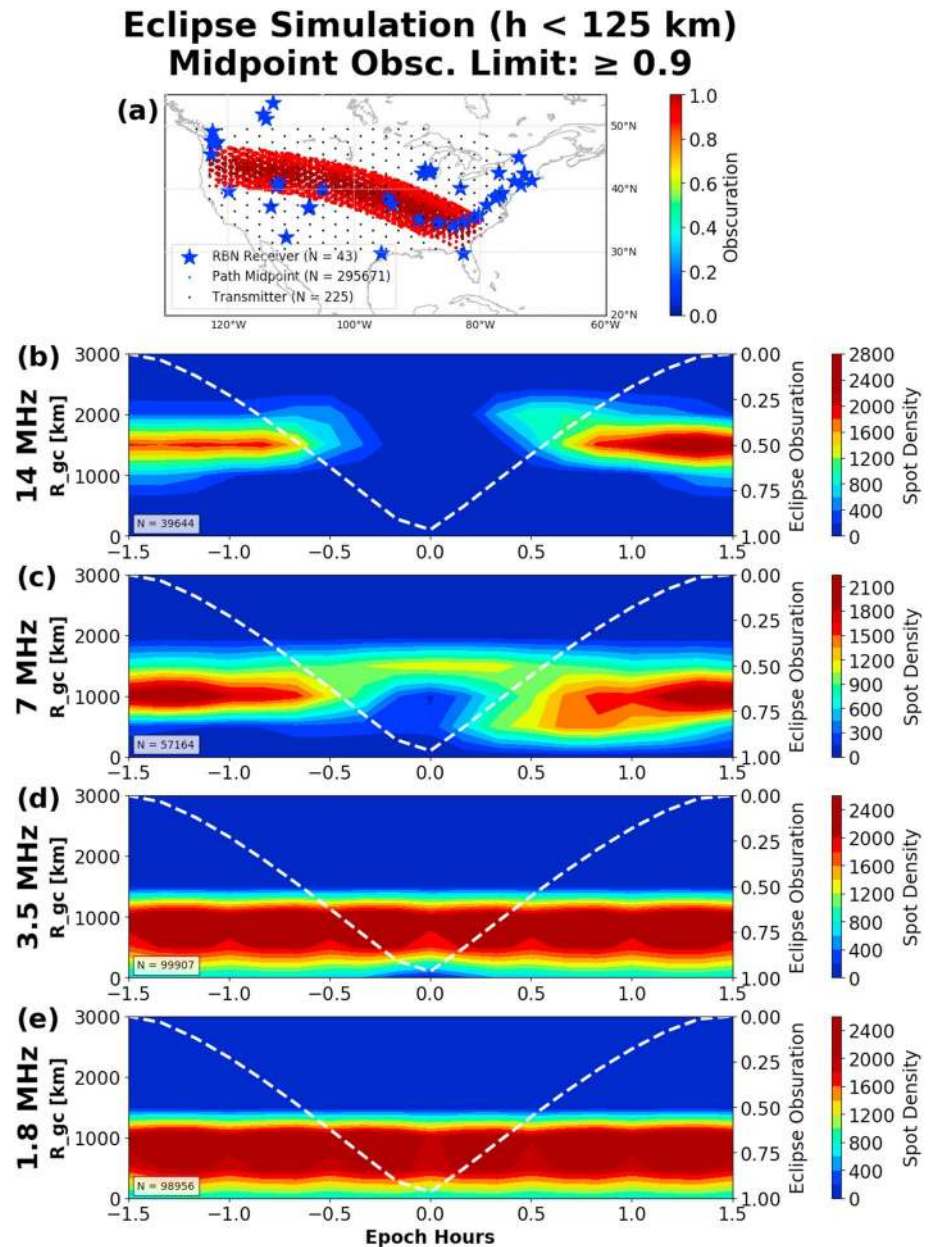 Eclipse Simulation (h < 125 km)
Midpoint Obsc. Limit: ≥ 0.9
(a)
50°N
40°N
30°N
20°N
120°W
100°W
80°W
60°W
RBN Receiver (N = 43)
Path Midpoint (N = 295671)
Transmitter (N = 225)
1.0
0.8
0.6
0.4
0.2
0.0
Obscuration
(b)
14 MHz
R_gc [km]
3000
2000
1000
0
N = 39644
−1.5
−1.0
−0.5
0.0
0.5
1.0
1.5
0.00
0.25
0.50
0.75
1.00
Eclipse Obsuration
2800
2400
2000
1600
1200
800
400
0
Spot Density
(c)
7 MHz
R_gc [km]
3000
2000
1000
0
N = 57164
−1.5
−1.0
−0.5
0.0
0.5
1.0
1.5
0.00
0.25
0.50
0.75
1.00
Eclipse Obsuration
2100
1800
1500
1200
900
600
300
0
Spot Density
(d)
3.5 MHz
R_gc [km]
3000
2000
1000
0
N = 99907
−1.5
−1.0
−0.5
0.0
0.5
1.0
1.5
0.00
0.25
0.50
0.75
1.00
Eclipse Obsuration
2400
2000
1600
1200
800
400
0
Spot Density
(e)
1.8 MHz
R_gc [km]
3000
2000
1000
0
N = 98956
−1.5
−1.0
−0.5
0.0
0.5
1.0
1.5
Epoch Hours
0.00
0.25
0.50
0.75
1.00
Eclipse Obsuration
2400
2000
1600
1200
800
400
0
Spot Density